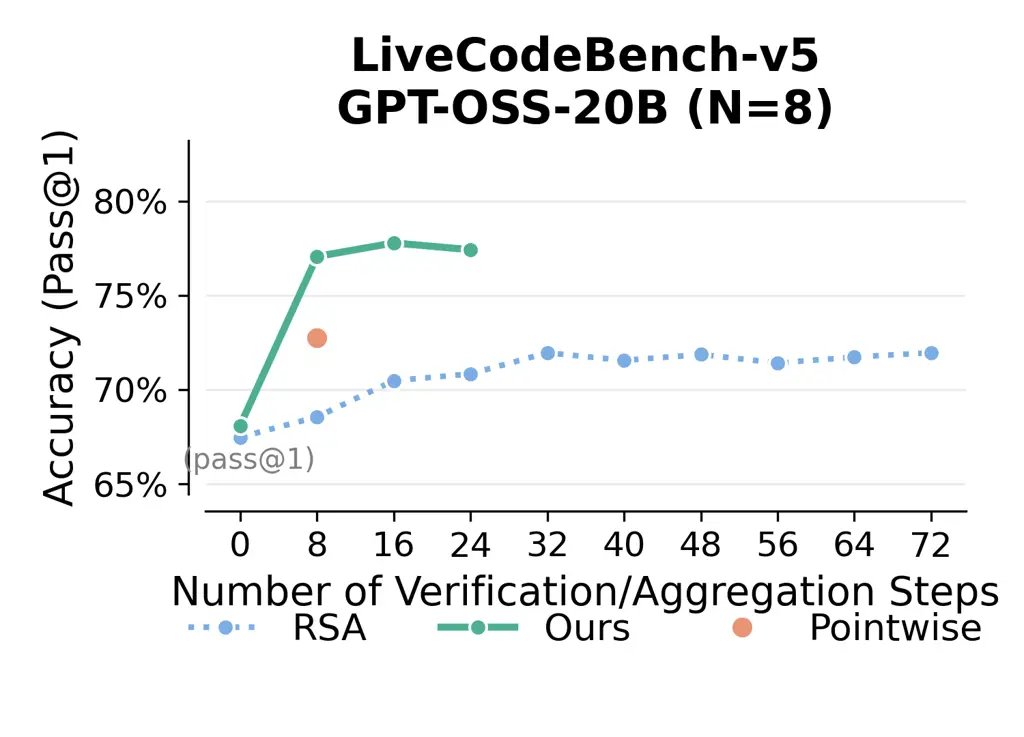 LiveCodeBench-v5
GPT-OSS-20B (N=8)
Accuracy (Pass@1)
80%
75%
70%
65%
(pass@1)
0 8 16 24 32 40 48 56 64 72
Number of Verification/Aggregation Steps
RSA Ours Pointwise